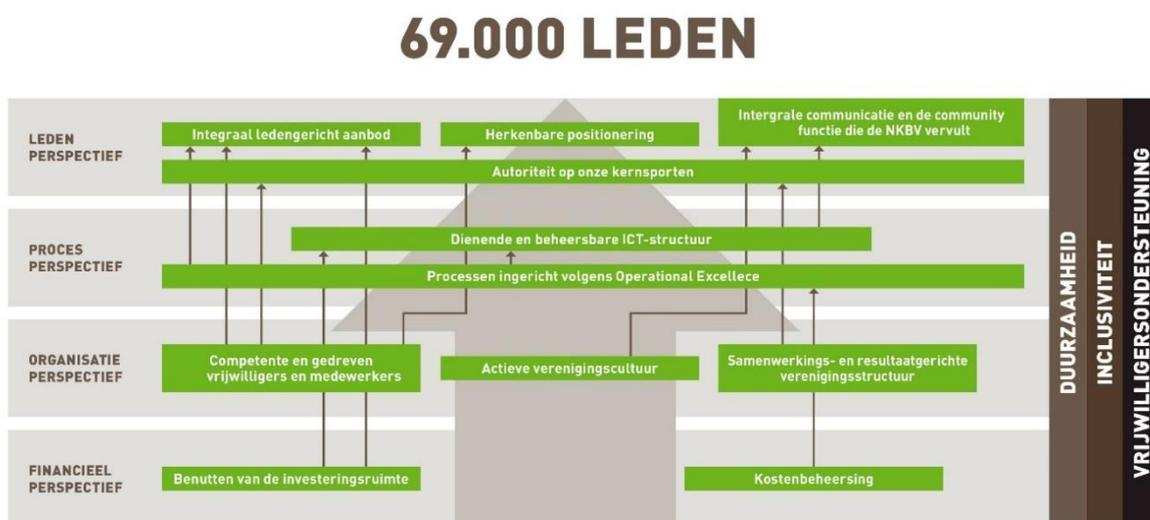 69.000 LEDEN
LEDEN
PERSPECTIEF
Integraal ledengericht aanbod
Herkenbare positionering
Intergrale communicatie en de community
functie die de NKBV vervult
Autoriteit op onze kernsporten
PROCES
PERSPECTIEF
Dienende en beheersbare ICT-structuur
Processen ingericht volgens Operational Excellece
ORGANISATIE
PERSPECTIEF
Competente en gedreven
vrijwilligers en medewerkers
Actieve verenigingscultuur
Samenwerkings- en resultaatgerichte
verenigingsstructuur
FINANCIEEL
PERSPECTIEF
Benutten van de investeringsruimte
Kostenbeheersing
DUURZAAMHEID
INCLUSIVITEIT
VRIJWILLIGERSONDERSTEUNING